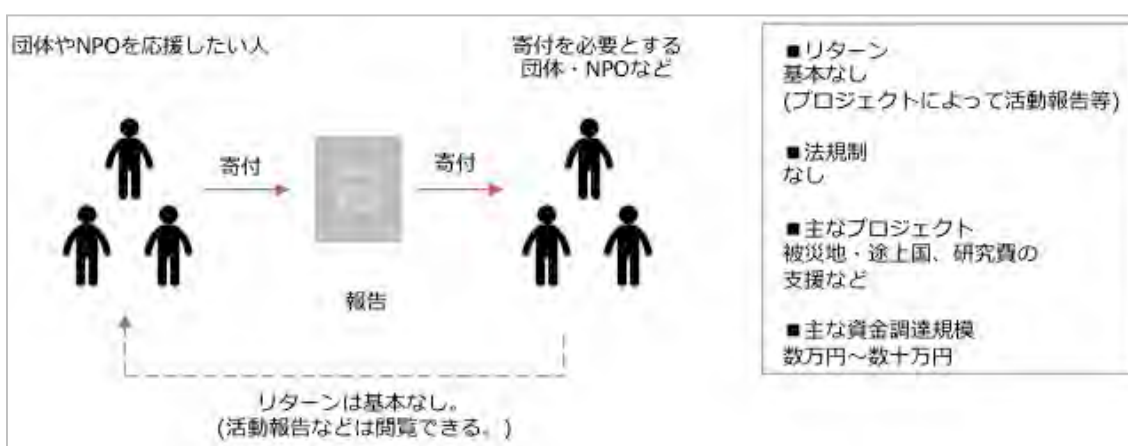 団体やNPOを応援したい人
寄付を必要とする
団体・NPOなど
寄付
寄付
報告
リターンは基本なし。
(活動報告などは閲覧できる。)
■リターン
基本なし
(プロジェクトによって活動報告等)
■法規制
なし
■主なプロジェクト
被災地・途上国、研究費の
支援など
■主な資金調達規模
数万円～数十万円